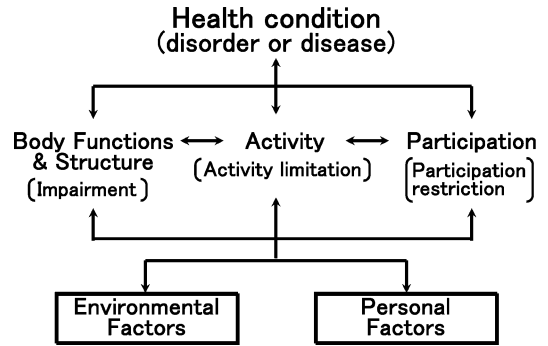 Health condition
(disorder or disease)
Body Functions & Structure
(Impairment)
Activity
(Activity limitation)
Participation
(Participation restriction)
Environmental Factors
Personal Factors